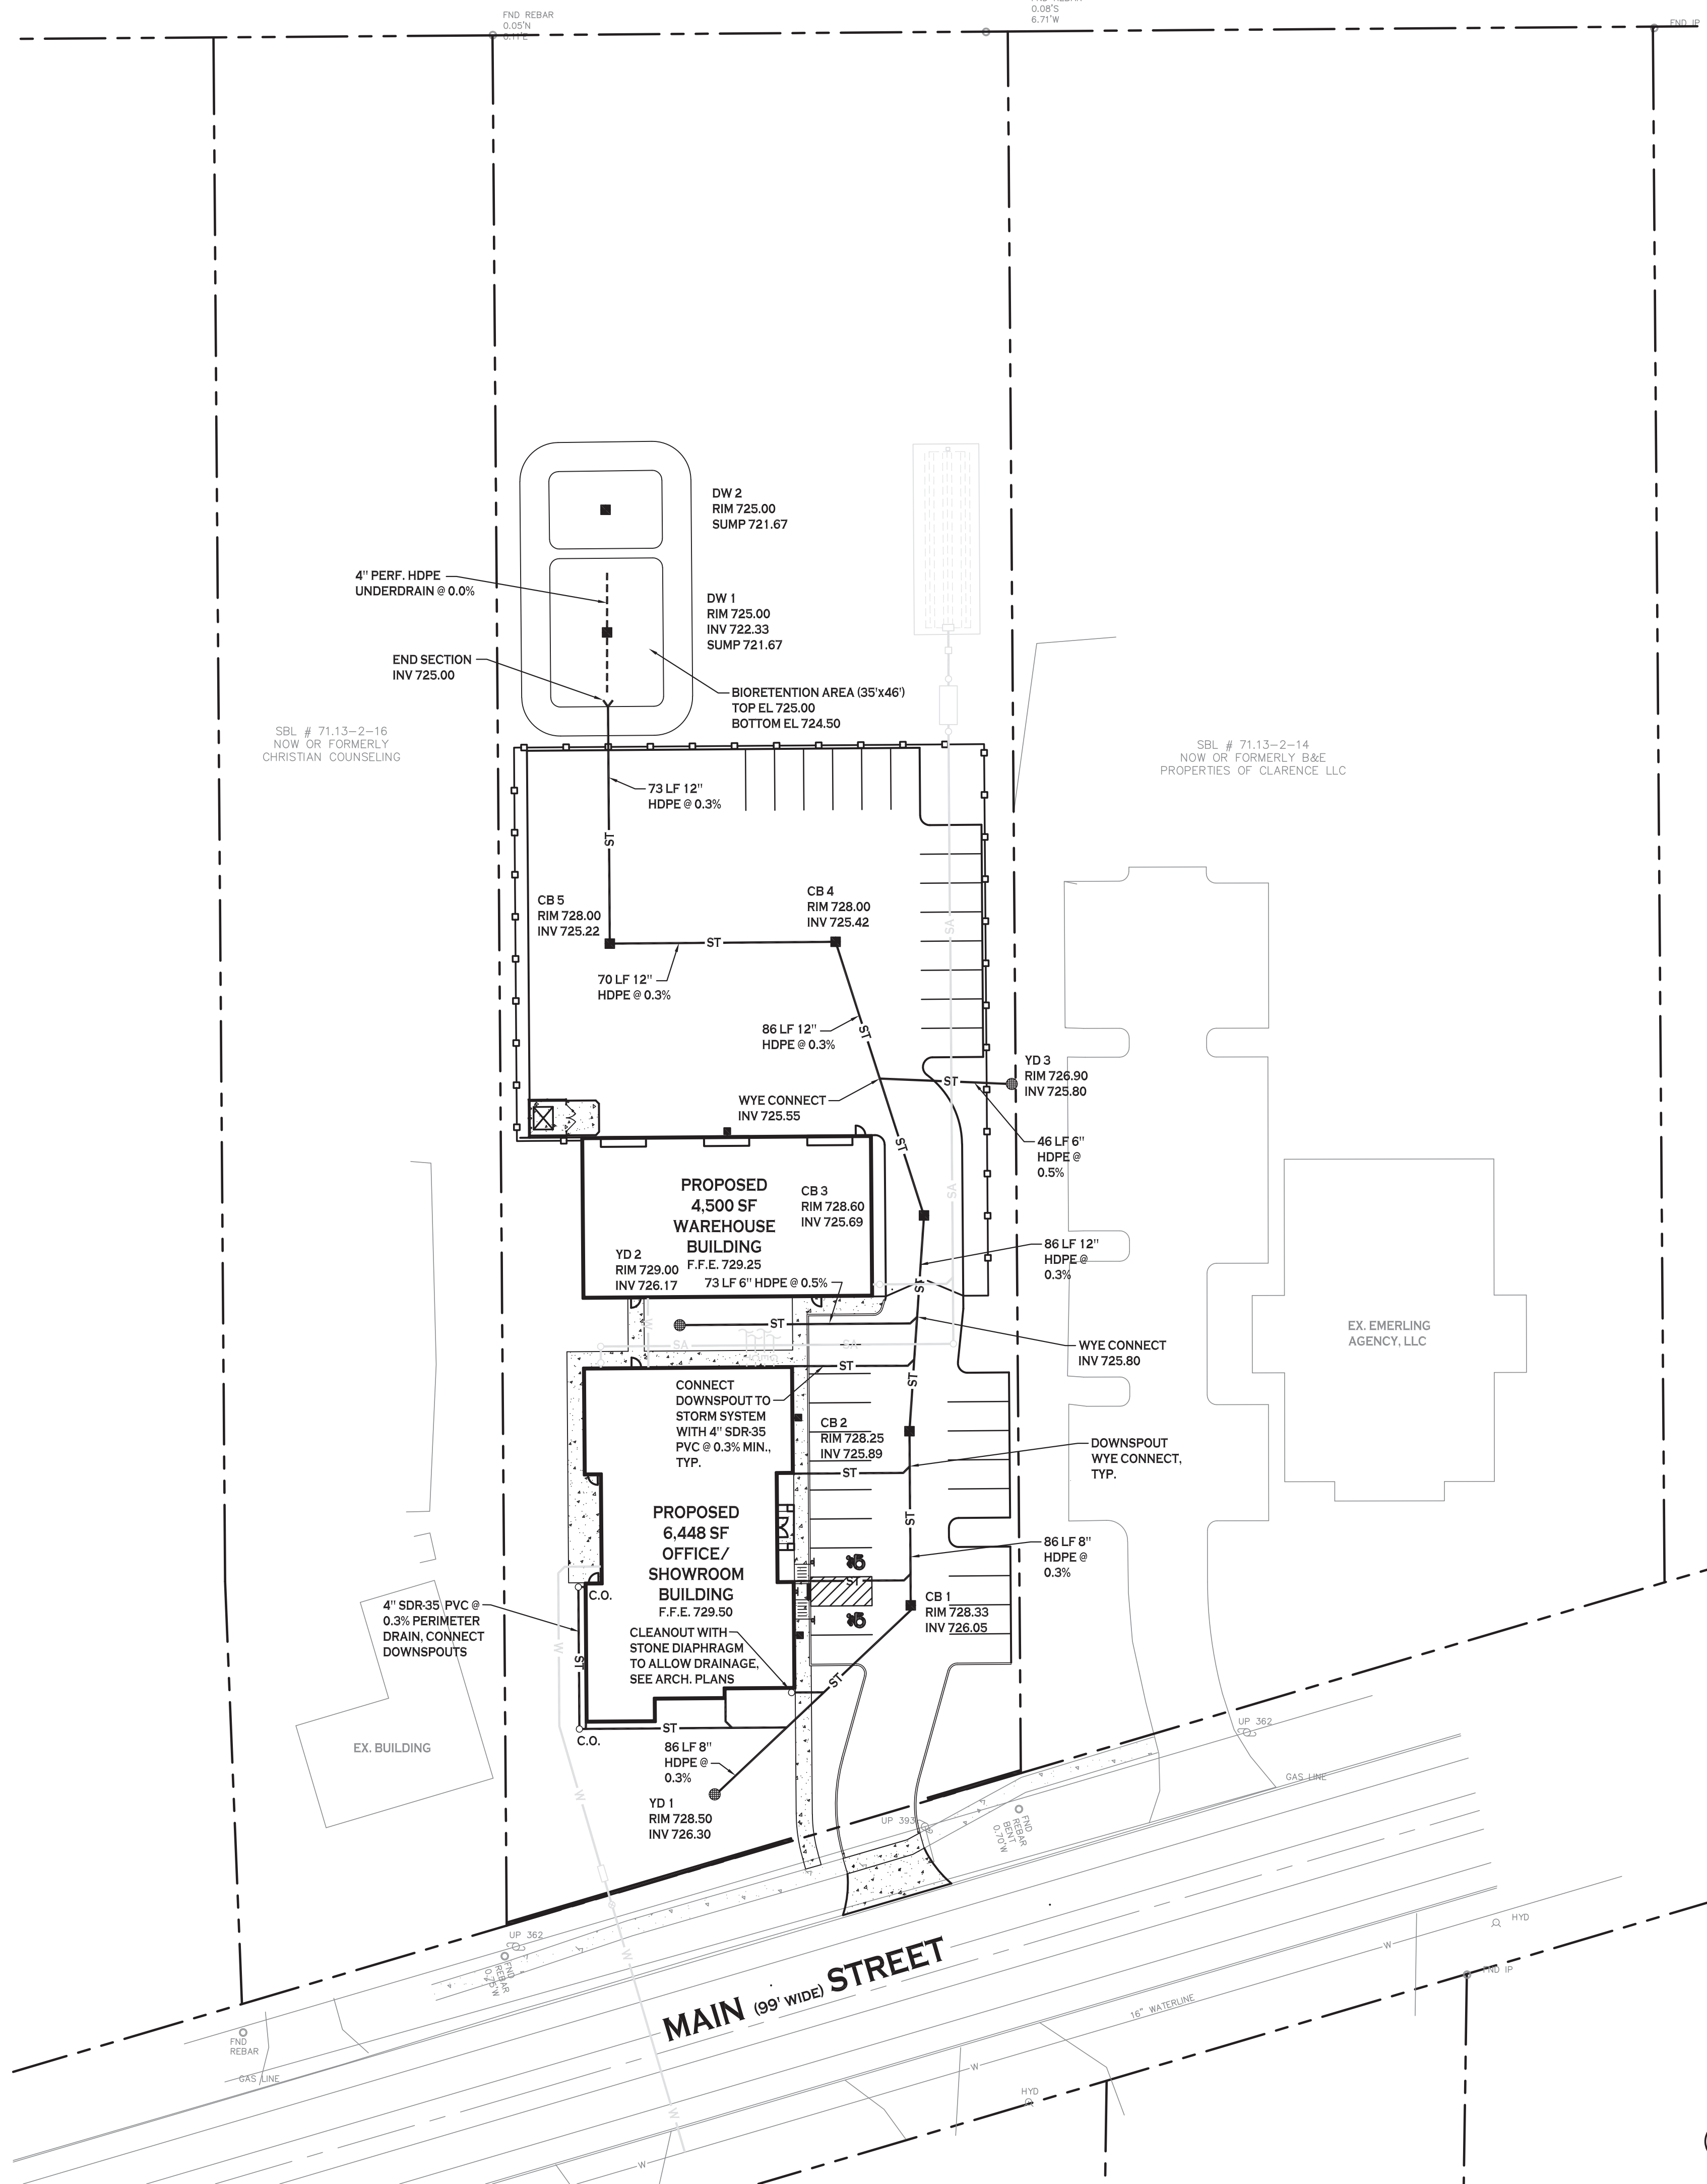 FND REBAR
0.05'N
0.11'E
0.08'S
6.71'W
FND IP
DW 2
RIM 725.00
SUMP 721.67
4" PERF. HDPE
UNDERDRAIN @ 0.0%
DW 1
RIM 725.00
INV 722.33
SUMP 721.67
END SECTION
INV 725.00
BIORETENTION AREA (35'x46')
TOP EL 725.00
BOTTOM EL 724.50
SBL # 71.13-2-16
NOW OR FORMERLY
CHRISTIAN COUNSELING
SBL # 71.13-2-14
NOW OR FORMERLY B&E
PROPERTIES OF CLARENCE LLC
73 LF 12"
HDPE @ 0.3%
ST
CB 5
RIM 728.00
INV 725.22
CB 4
RIM 728.00
INV 725.42
SA
ST
70 LF 12"
HDPE @ 0.3%
86 LF 12"
HDPE @ 0.3%
ST
YD 3
RIM 726.90
INV 725.80
ST
WYE CONNECT
INV 725.55
46 LF 6"
HDPE @
0.5%
ST
SA
PROPOSED
4,500 SF
WAREHOUSE
BUILDING
F.F.E. 729.25
CB 3
RIM 728.60
INV 725.69
YD 2
RIM 729.00
INV 726.17
73 LF 6" HDPE @ 0.5%
86 LF 12"
HDPE @
0.3%
ST
ST
W
SA
SA
WYE CONNECT
INV 725.80
EX. EMERLING
AGENCY, LLC
ST
ST
CONNECT
DOWNSPOUT TO
STORM SYSTEM
WITH 4" SDR-35
PVC @ 0.3% MIN.,
TYP.
CB 2
RIM 728.25
INV 725.89
DOWNSPOUT
WYE CONNECT,
TYP.
ST
ST
PROPOSED
6,448 SF
OFFICE/
SHOWROOM
BUILDING
F.F.E. 729.50
86 LF 8"
HDPE @
0.3%
ST
C.O.
CB 1
RIM 728.33
INV 726.05
4" SDR-35 PVC @
0.3% PERIMETER
DRAIN, CONNECT
DOWNSPOUTS
W
ST
CLEANOUT WITH
STONE DIAPHRAGM
TO ALLOW DRAINAGE,
SEE ARCH. PLANS
ST
ST
C.O.
EX. BUILDING
86 LF 8"
HDPE @
0.3%
W
YD 1
RIM 728.50
INV 726.30
UP 362
GAS LINE
UP 393
FND
REBAR
BENT
0.70'W
UP 362
FND
REBAR
0.75'W
W
MAIN (99' WIDE) STREET
HYD
W
FND IP
16" WATERLINE
FND
REBAR
GAS LINE
W
HYD
W
W